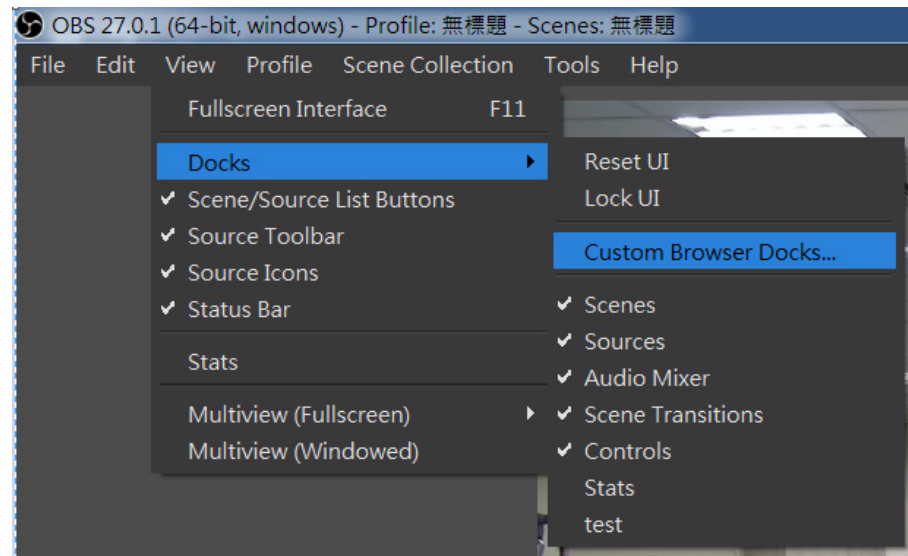 OBS 27.0.1 (64-bit, windows) - Profile: 無標題 - Scenes: 無標題
File Edit View Profile Scene Collection Tools Help
Fullscreen Interface F11
Docks
Scene/Source List Buttons
Source Toolbar
Source Icons
Status Bar
Stats
Multiview (Fullscreen)
Multiview (Windowed)
Reset UI
Lock UI
Custom Browser Docks...
Scenes
Sources
Audio Mixer
Scene Transitions
Controls
Stats
test